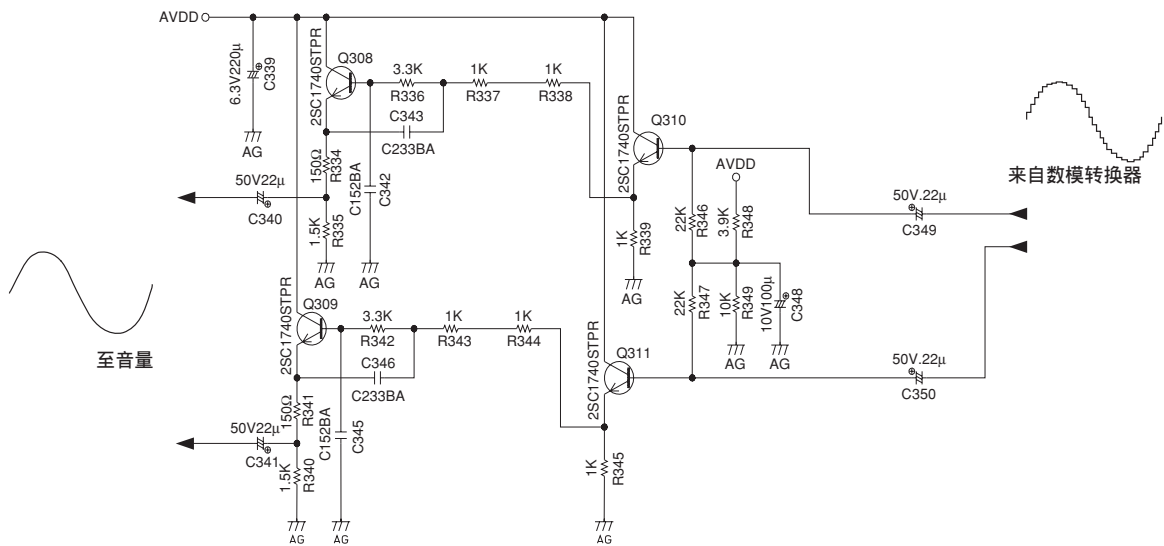 AVDD
6.3V220µ
C339
AG
2SC1740STPR
Q308
3.3K
R336
1K
R337
1K
R338
C343
C233BA
150Ω
R334
C152BA
C342
50V22µ
C340
1.5K
R335
AG
AG
2SC1740STPR
Q310
1K
R339
AG
AVDD
22K
R346
3.9K
R348
22K
R347
10K
R349
10V100µ
C348
AG
AG
50V.22µ
C349
来自数模转换器
至音量
2SC1740STPR
Q309
3.3K
R342
1K
R343
1K
R344
C346
C233BA
150Ω
R341
C152BA
C345
50V22µ
C341
1.5K
R340
AG
AG
2SC1740STPR
Q311
1K
R345
AG
50V.22µ
C350